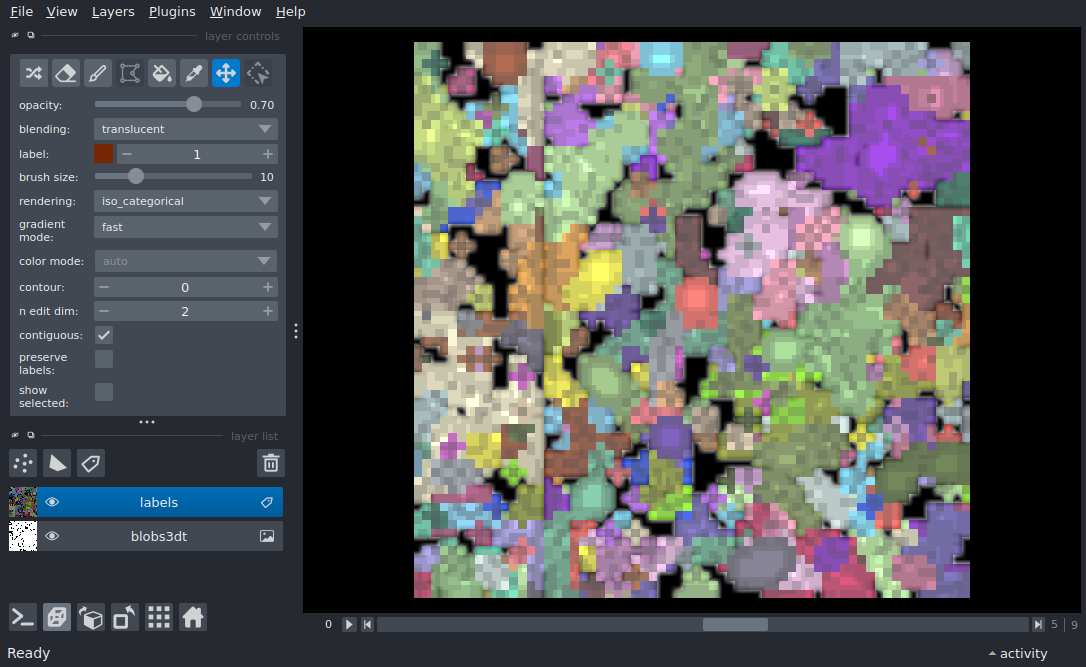 File View Layers Plugins Window Help
layer controls
opacity: 0.70
blending: translucent
label: 1
brush size: 10
rendering: iso_categorical
gradient
mode: fast
color mode: auto
contour: 0
n edit dim: 2
contiguous:
preserve
labels:
show
selected:
layer list
labels
blobs3dt
0 5 9
Ready activity